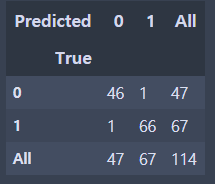 Predicted 0 1 All
True
0 46 1 47
1 1 66 67
All 47 67 114